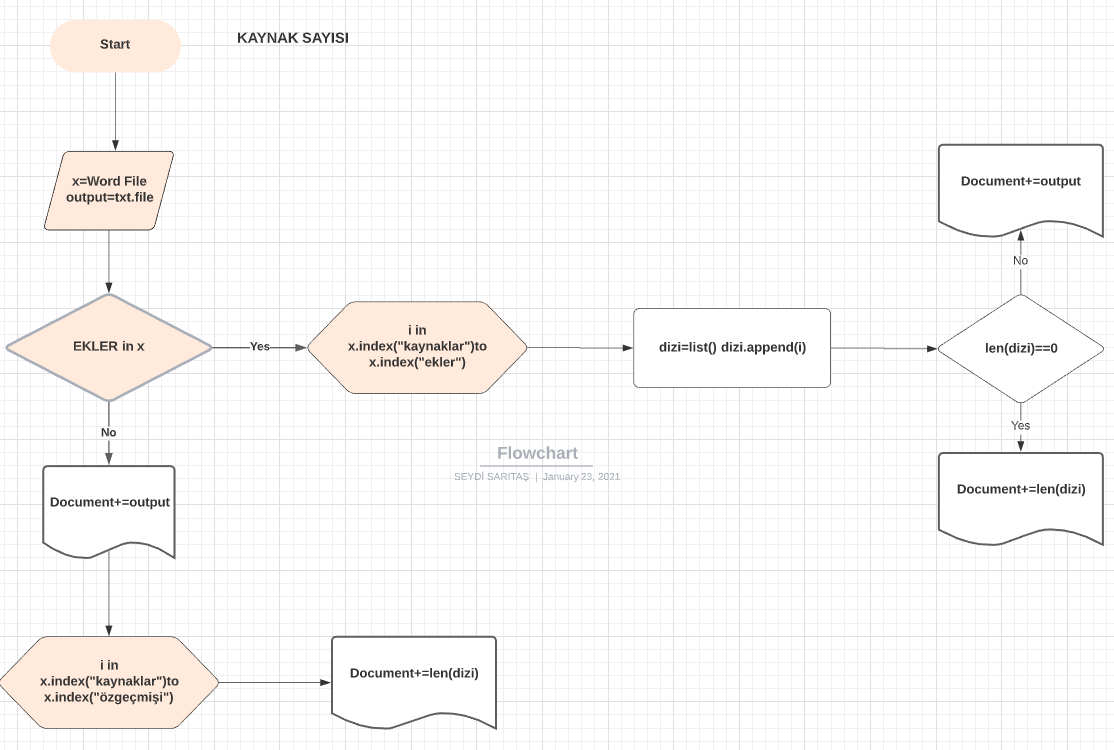 Start
KAYNAK SAYISI
x=Word File
output=txt.file
EKLER in x
Yes
i in
x.index("kaynaklar")to
x.index("ekler")
dizi=list() dizi.append(i)
len(dizi)==0
No
Document+=output
Yes
Document+=len(dizi)
No
Document+=output
Flowchart
SEYDİ SARITAŞ | January 23, 2021
i in
x.index("kaynaklar")to
x.index("özgeçmişi")
Document+=len(dizi)